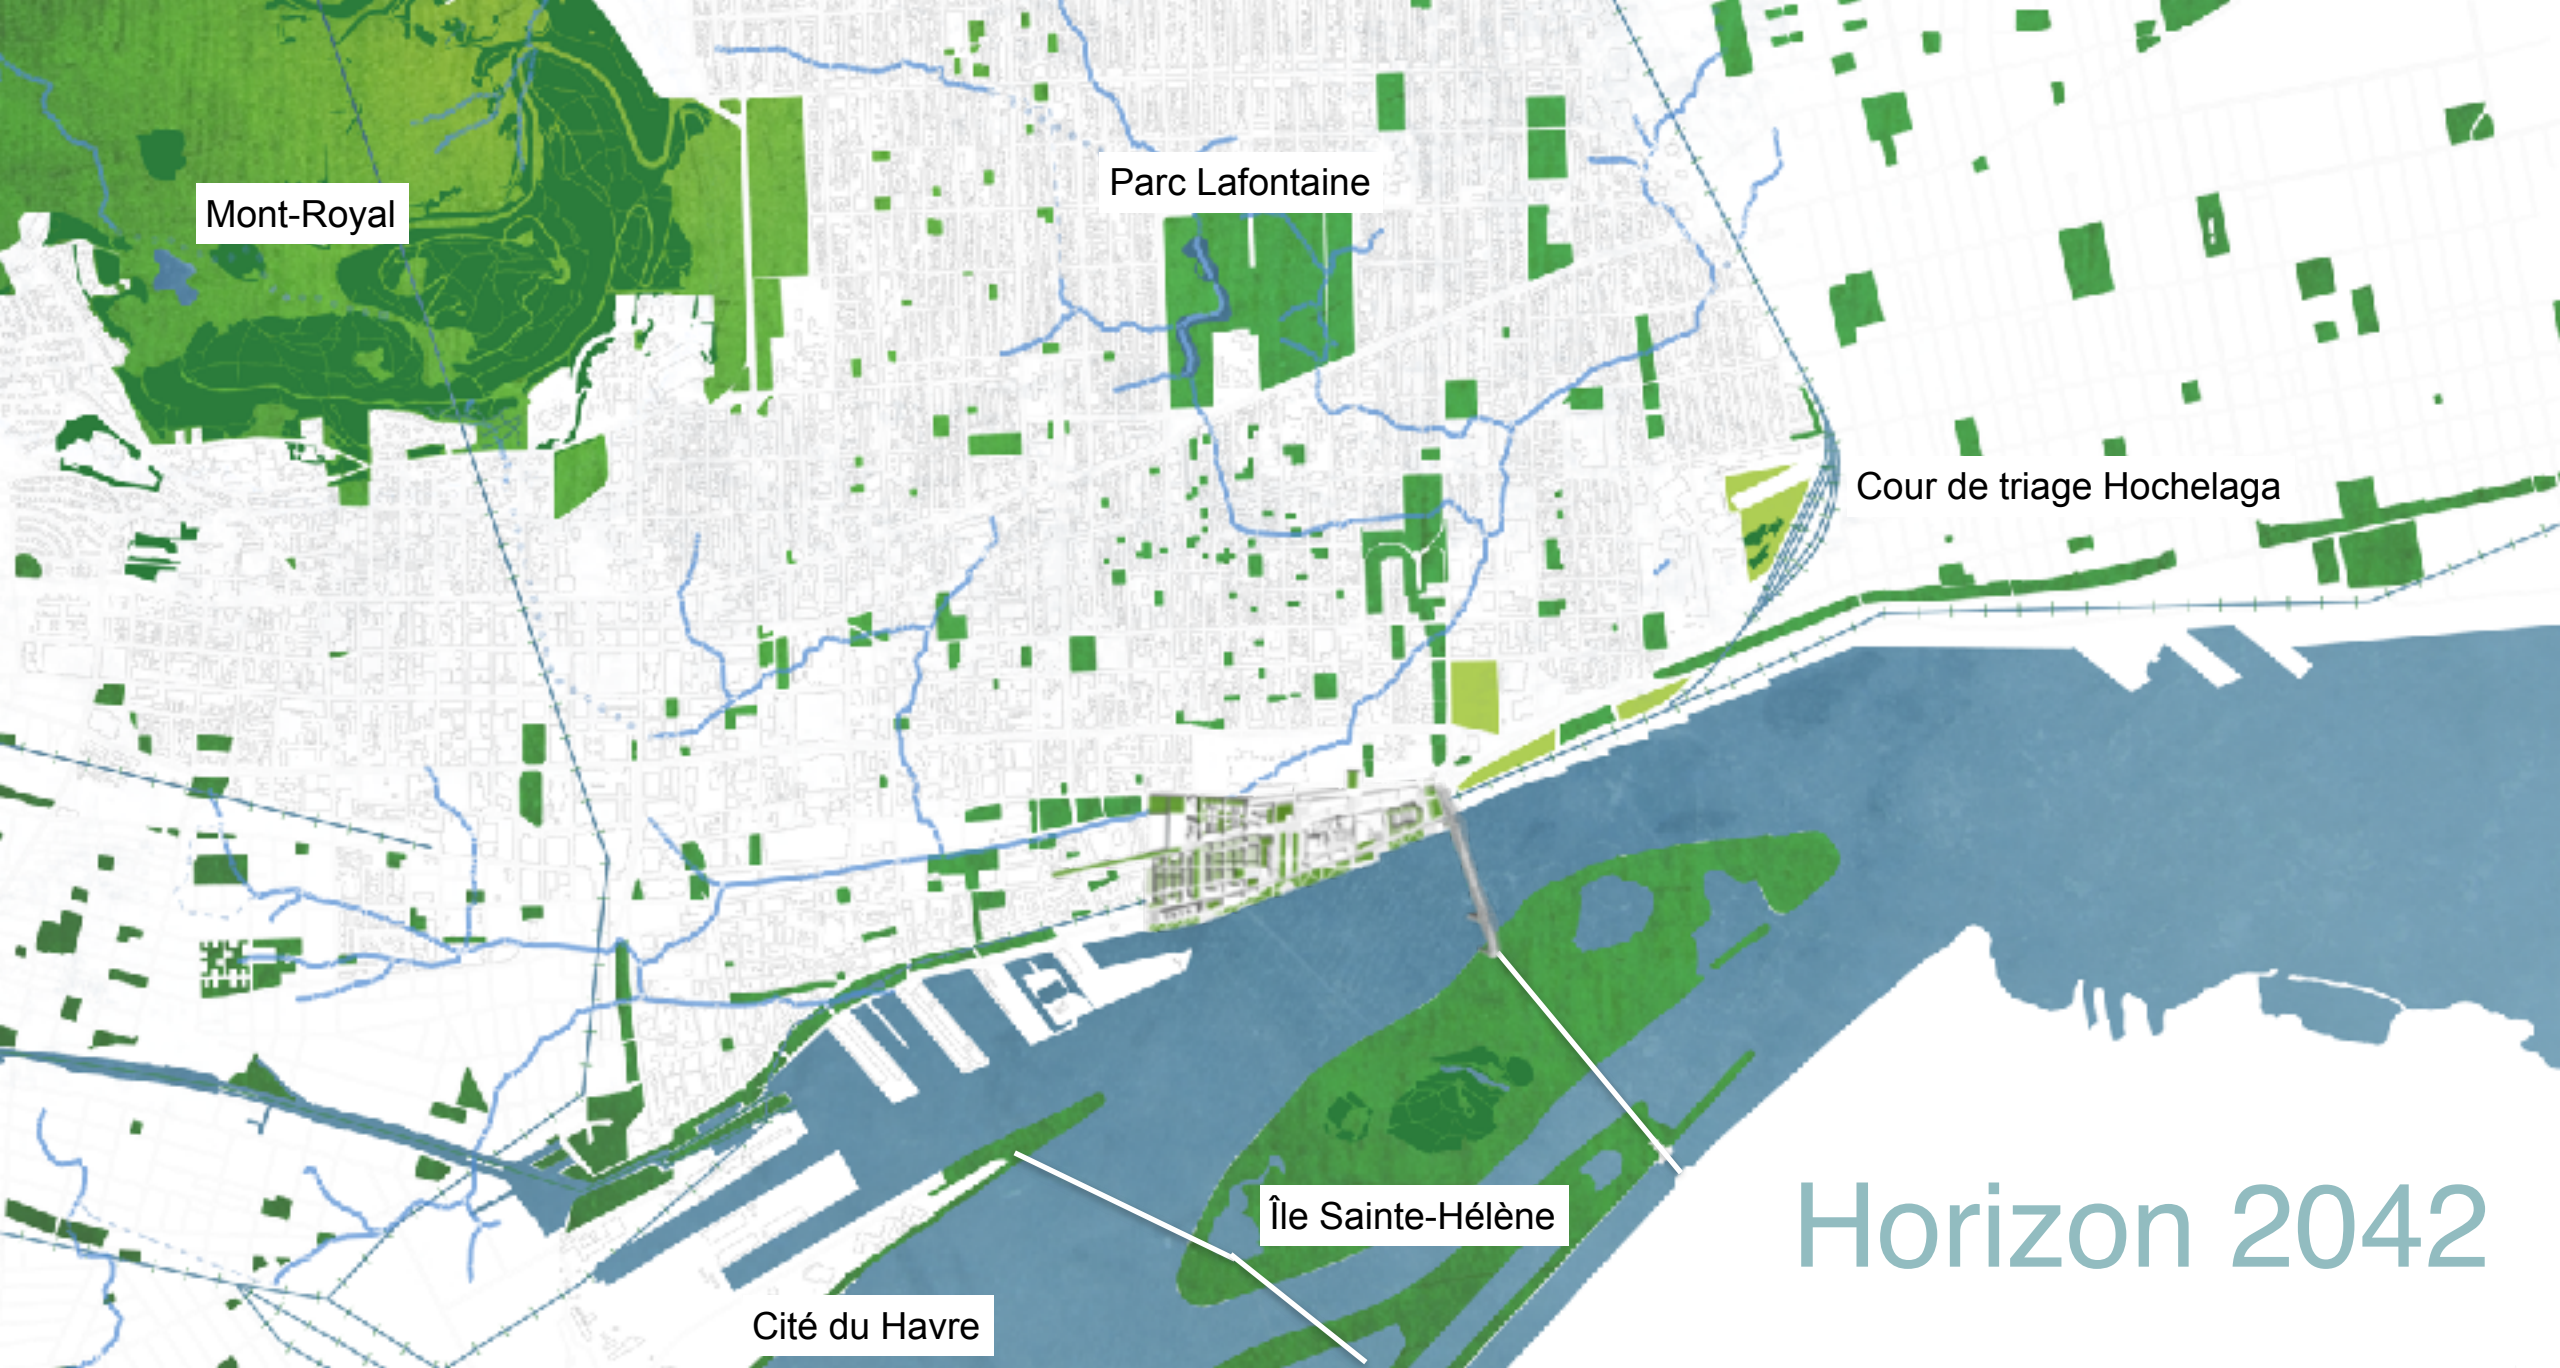 Parc Lafontaine
Mont-Royal
Cour de triage Hochelaga
Île Sainte-Hélène
Horizon 2042
Cité du Havre